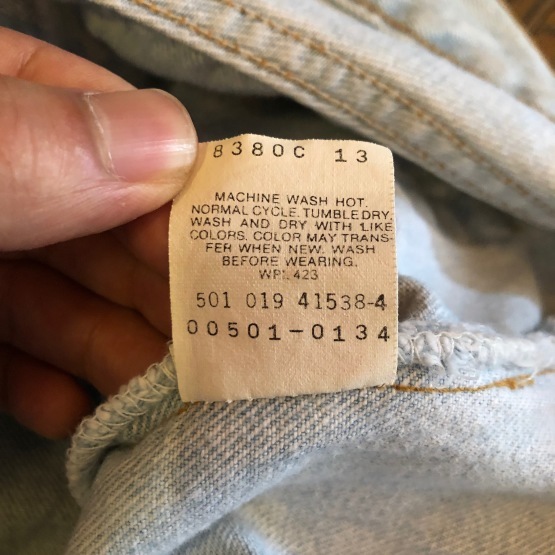 8380C 13
MACHINE WASH HOT.
NORMAL CYCLE. TUMBLE DRY.
WASH AND DRY WITH LIKE
COLORS. COLOR MAY TRANS-
FER WHEN NEW. WASH
BEFORE WEARING.
WPL 423
501 019 41538-4
00501-0134